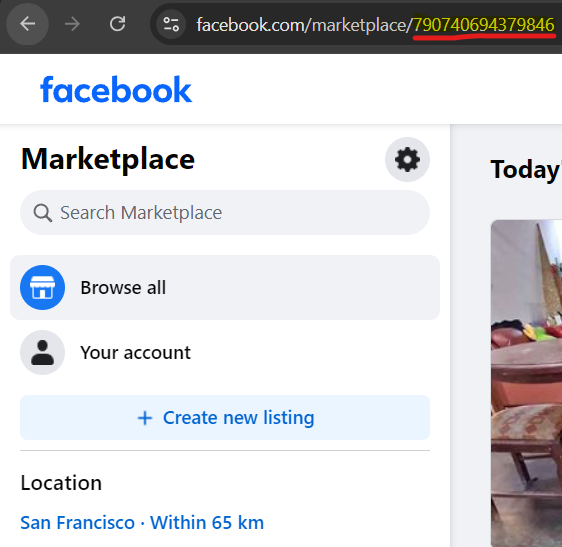 facebook.com/marketplace/790740694379846
facebook
Marketplace
Search Marketplace
Browse all
Your account
+ Create new listing
Location
San Francisco · Within 65 km
Today'